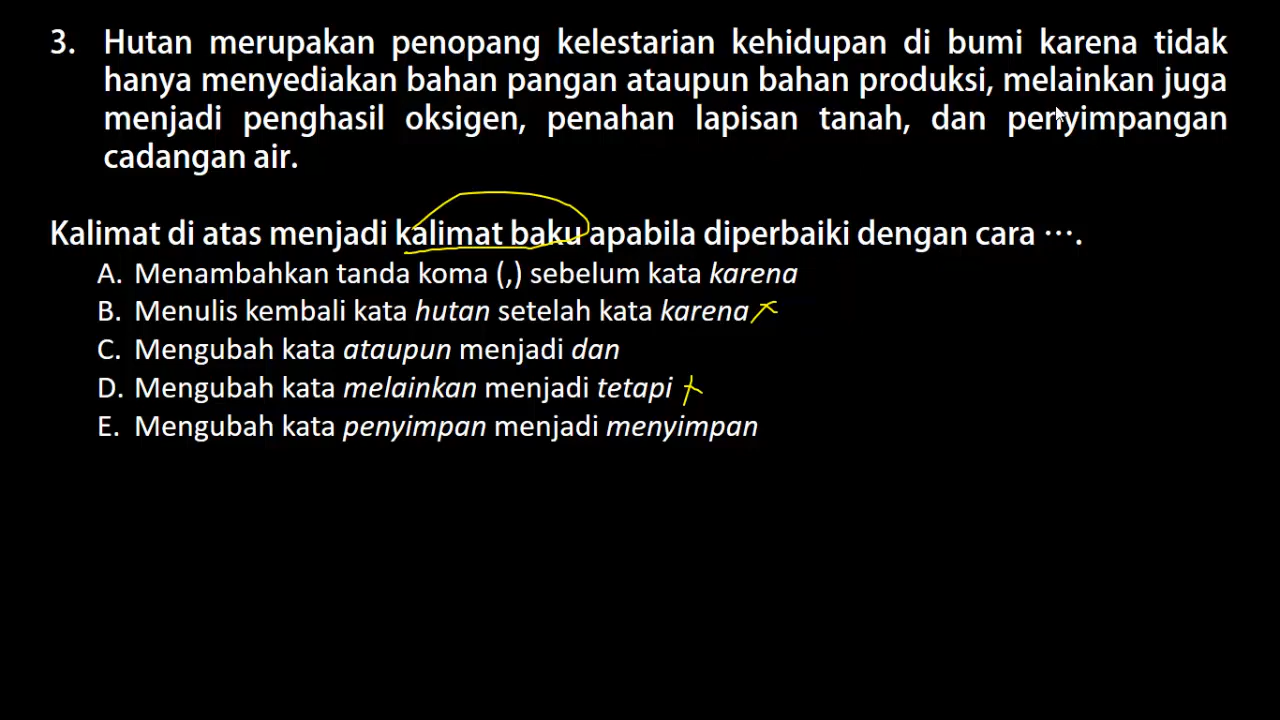 3. Hutan merupakan penopang kelestarian kehidupan di bumi karena tidak
hanya menyediakan bahan pangan ataupun bahan produksi, melainkan juga
menjadi penghasil oksigen, penahan lapisan tanah, dan penyimpangan
cadangan air.
Kalimat di atas menjadi kalimat baku apabila diperbaiki dengan cara ….
A. Menambahkan tanda koma (,) sebelum kata karena
B. Menulis kembali kata hutan setelah kata karena
C. Mengubah kata ataupun menjadi dan
D. Mengubah kata melainkan menjadi tetapi
E. Mengubah kata penyimpan menjadi menyimpan